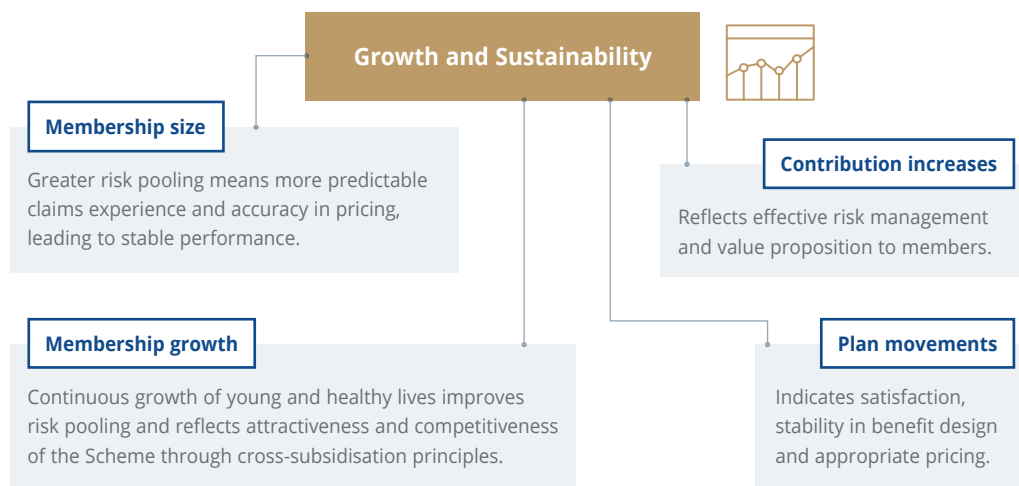 Growth and Sustainability
Membership size
Greater risk pooling means more predictable
claims experience and accuracy in pricing,
leading to stable performance.
Contribution increases
Reflects effective risk management
and value proposition to members.
Membership growth
Continuous growth of young and healthy lives improves
risk pooling and reflects attractiveness and competitiveness
of the Scheme through cross-subsidisation principles.
Plan movements
Indicates satisfaction,
stability in benefit design
and appropriate pricing.